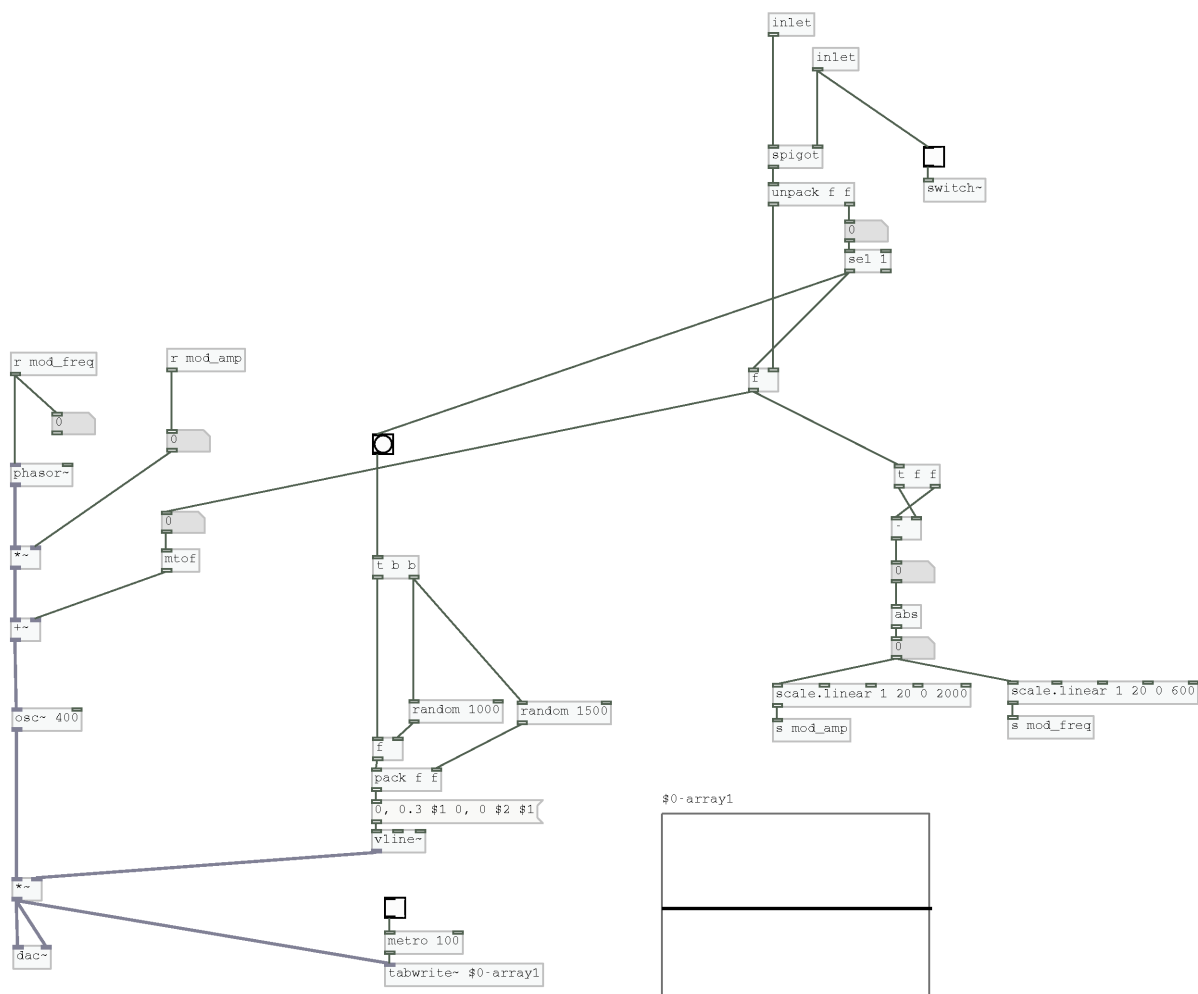 inlet
inlet
spigot
switch~
unpack f f
0
sel 1
r mod_freq
r mod_amp
f
0
0
phasor~
t f f
0
-
*~
mtof
t b b
0
abs
+~
0
scale.linear 1 20 0 2000
scale.linear 1 20 0 600
random 1000
random 1500
osc~ 400
s mod_amp
s mod_freq
f
pack f f
$0-array1
0, 0.3 $1 0, 0 $2 $1
vline~
*~
metro 100
dac~
tabwrite~ $0-array1